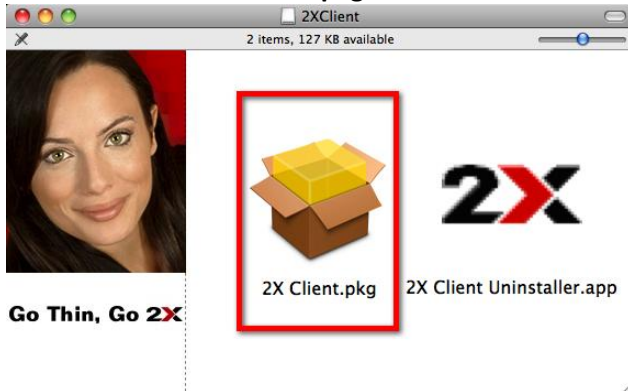 2XClient
2 items, 127 KB available
2X
2X Client.pkg
2X Client Uninstaller.app
Go Thin, Go 2X